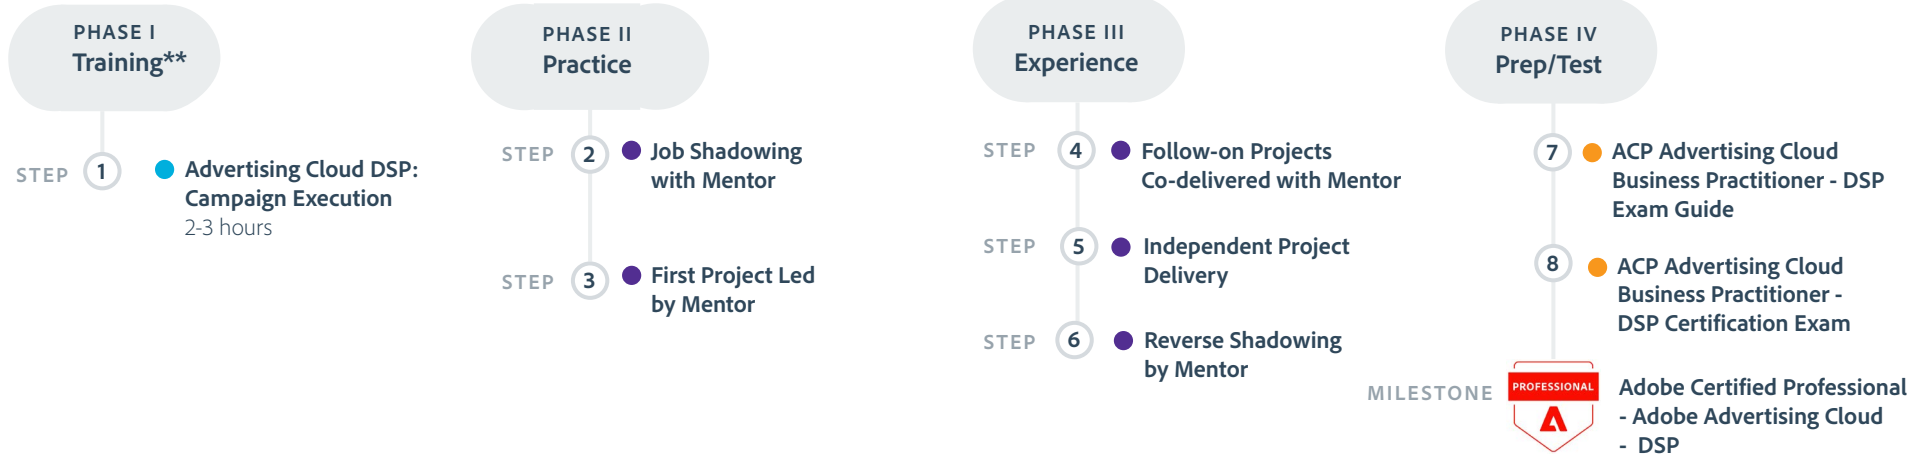 PHASE I
Training**
STEP 1
Advertising Cloud DSP:
Campaign Execution
2-3 hours
PHASE II
Practice
STEP 2
Job Shadowing
with Mentor
STEP 3
First Project Led
by Mentor
PHASE III
Experience
STEP 4
Follow-on Projects
Co-delivered with Mentor
STEP 5
Independent Project
Delivery
STEP 6
Reverse Shadowing
by Mentor
PHASE IV
Prep/Test
7
ACP Advertising Cloud
Business Practitioner - DSP
Exam Guide
8
ACP Advertising Cloud
Business Practitioner -
DSP Certification Exam
MILESTONE
PROFESSIONAL
Adobe Certified Professional
- Adobe Advertising Cloud
- DSP